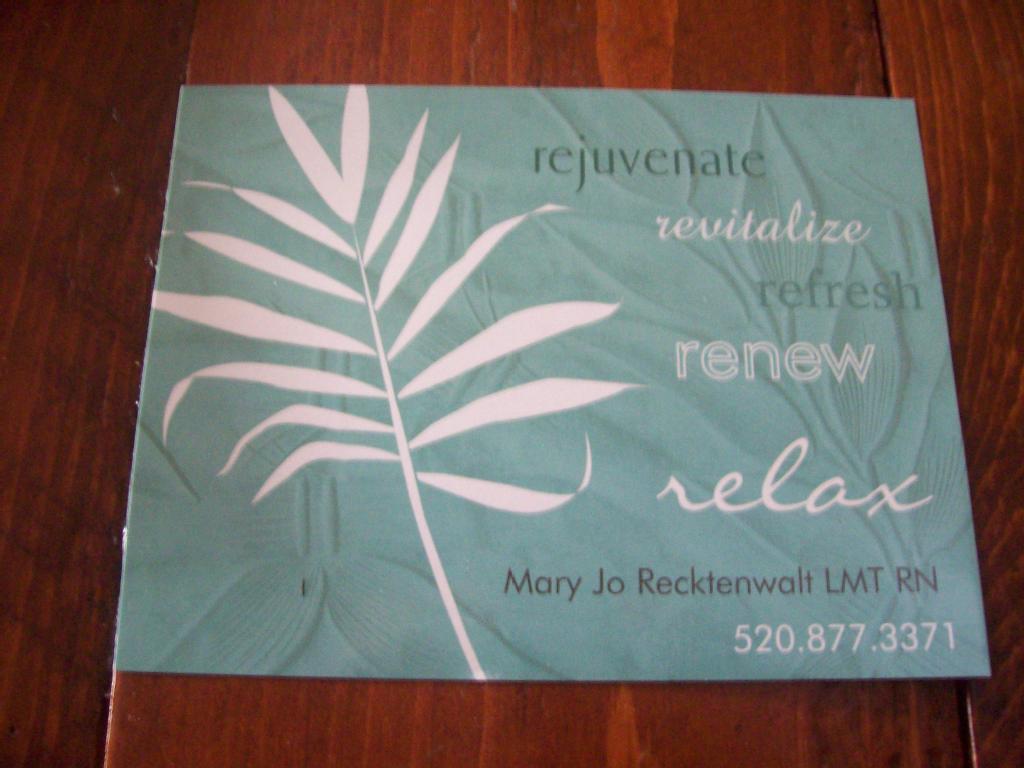 rejuvenate
revitalize
refresh
renew
relax
Mary Jo Recktenwalt LMT RN
520.877.3371